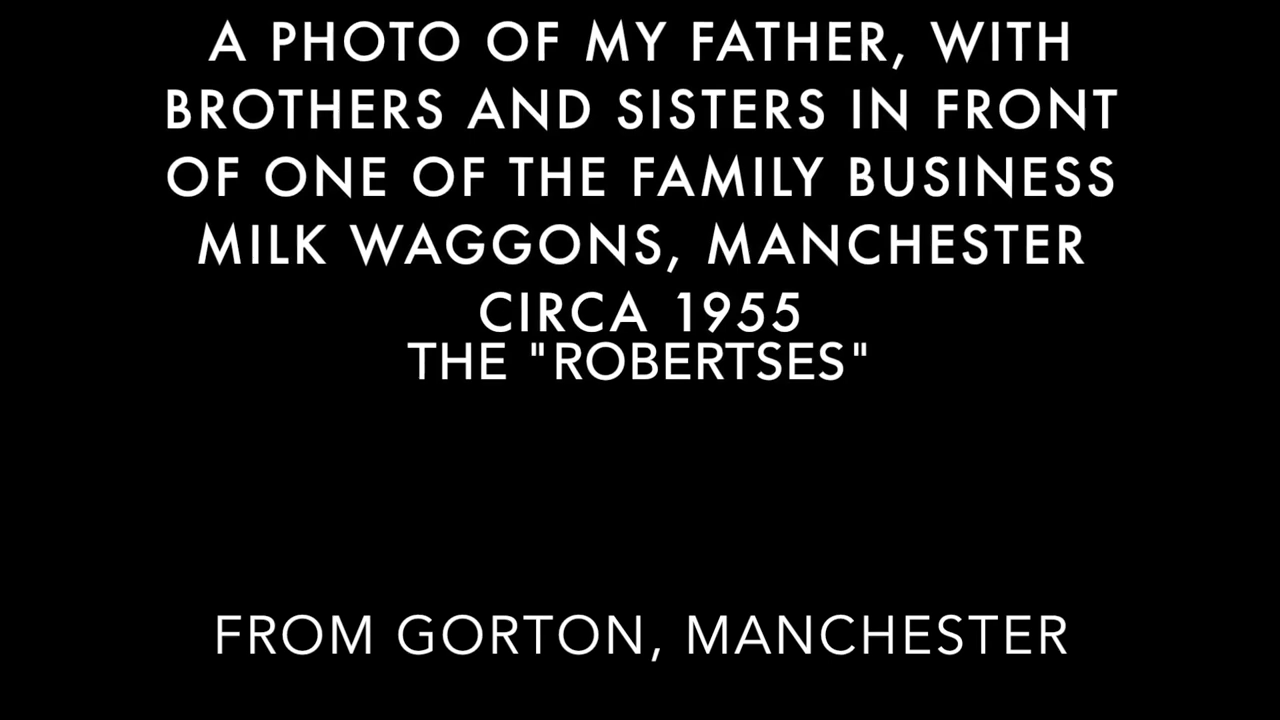 A PHOTO OF MY FATHER, WITH
BROTHERS AND SISTERS IN FRONT
OF ONE OF THE FAMILY BUSINESS
MILK WAGGONS, MANCHESTER
CIRCA 1955
THE "ROBERTSES"
FROM GORTON, MANCHESTER